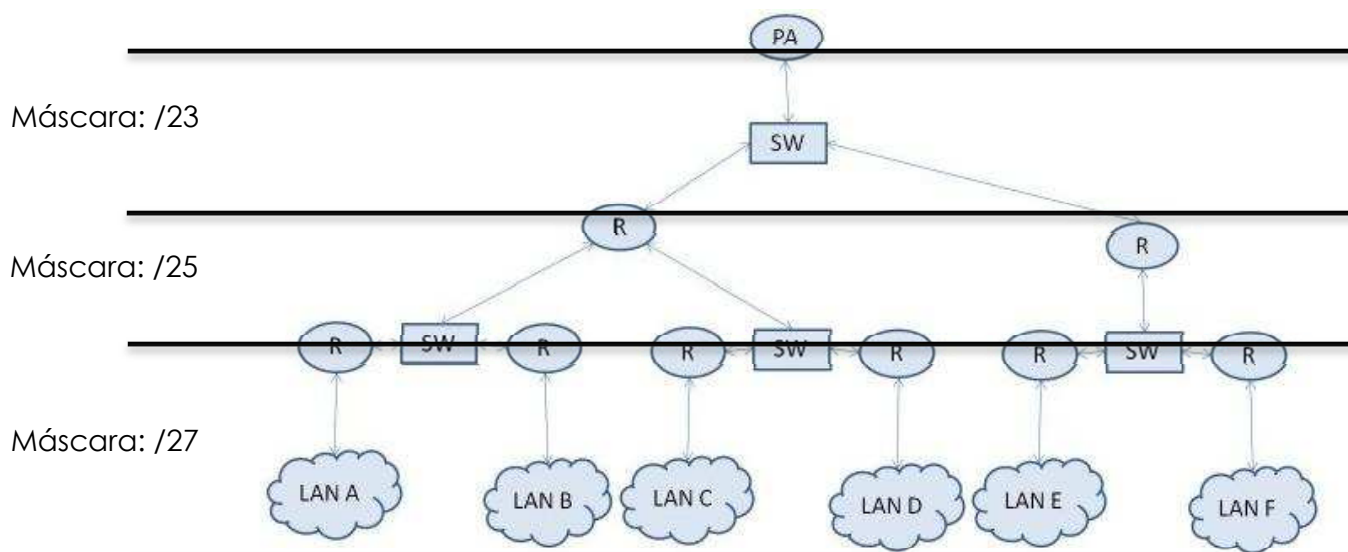 PA
Máscara: /23
SW
R
R
Máscara: /25
R
SW
R
R
SW
R
R
SW
R
Máscara: /27
LAN A
LAN B
LAN C
LAN D
LAN E
LAN F